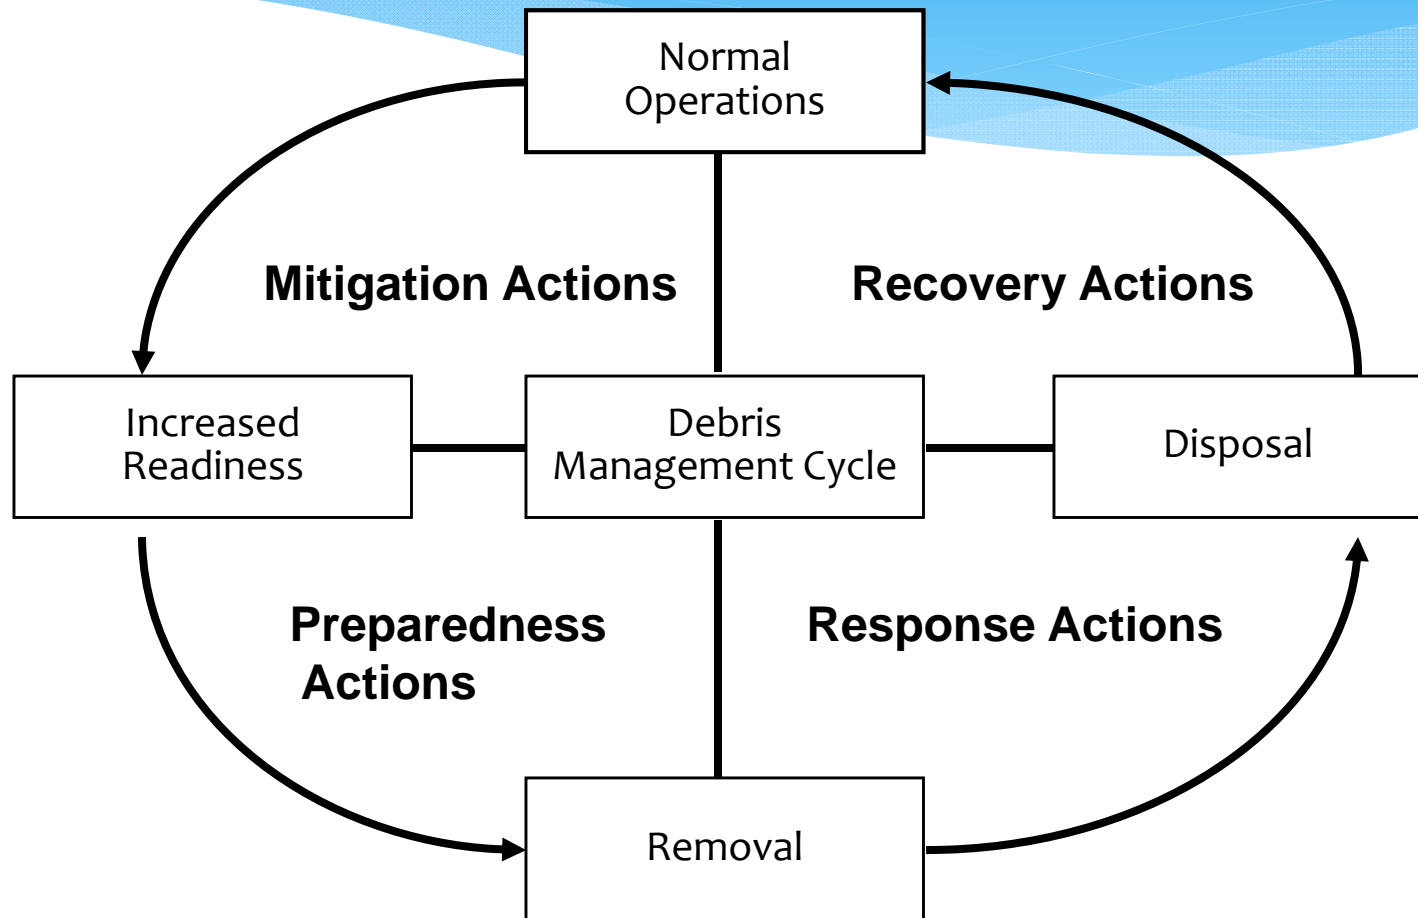 Normal
Operations
Mitigation Actions
Recovery Actions
Increased
Readiness
Debris
Management Cycle
Disposal
Preparedness
Actions
Response Actions
Removal